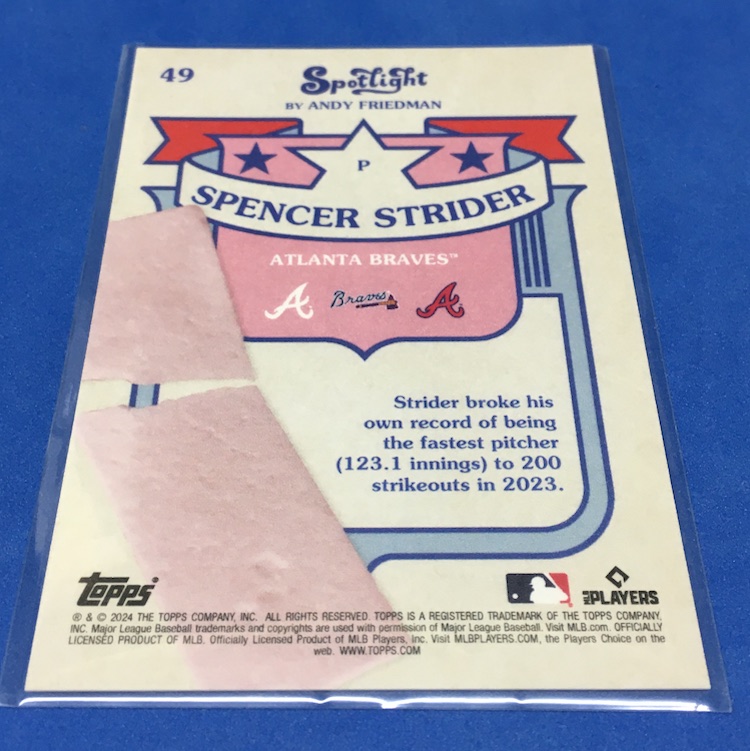 49
Spotlight
BY ANDY FRIEDMAN
P
SPENCER STRIDER
ATLANTA BRAVES™
A Braves A
Strider broke his
own record of being
the fastest pitcher
(123.1 innings) to 200
strikeouts in 2023.
Topps MLB PLAYERS
® & © 2024 THE TOPPS COMPANY, INC. ALL RIGHTS RESERVED. TOPPS IS A REGISTERED TRADEMARK OF THE TOPPS COMPANY,
INC. Major League Baseball trademarks and copyrights are used with permission of Major League Baseball. Visit MLB.com. OFFICIALLY
LICENSED PRODUCT OF MLB Players, Inc. Visit MLBPLAYERS.COM, the Players Choice on the
web. WWW.TOPPS.COM